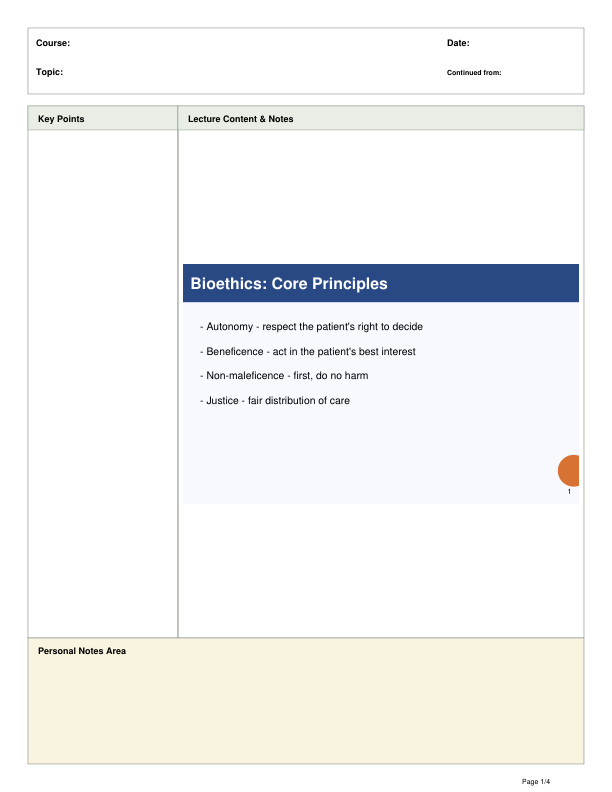 Course:
Date:
Topic:
Continued from:
Key Points
Lecture Content & Notes
Bioethics: Core Principles
- Autonomy - respect the patient's right to decide
- Beneficence - act in the patient's best interest
- Non-maleficence - first, do no harm
- Justice - fair distribution of care
1
Personal Notes Area
Page 1/4